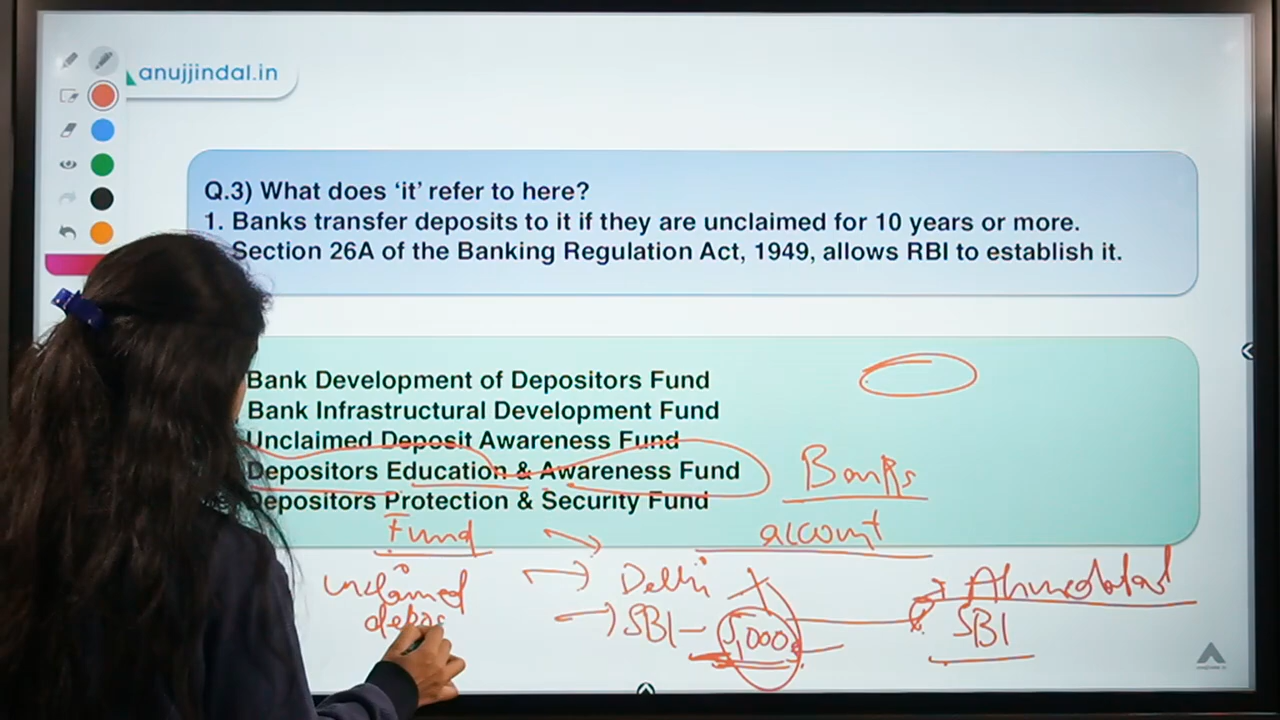 anujjindal.in
Q.3) What does ‘it’ refer to here?
1. Banks transfer deposits to it if they are unclaimed for 10 years or more.
Section 26A of the Banking Regulation Act, 1949, allows RBI to establish it.
Bank Development of Depositors Fund
Bank Infrastructural Development Fund
Unclaimed Deposit Awareness Fund
Depositors Education & Awareness Fund
Depositors Protection & Security Fund
Banks
Fund
account
unclaimed
Delhi
Ahmedabad
depos
SBI - 5,000
SBI